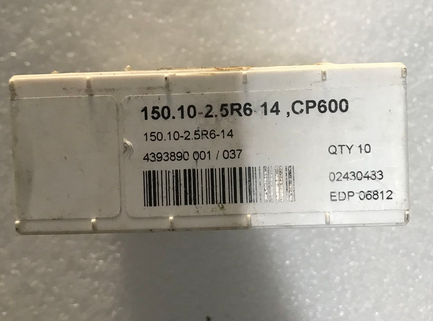 150.10-2.5R6-14 ,CP600
150.10-2.5R6-14
4393890 001 / 037
QTY 10
02430433
EDP 06812